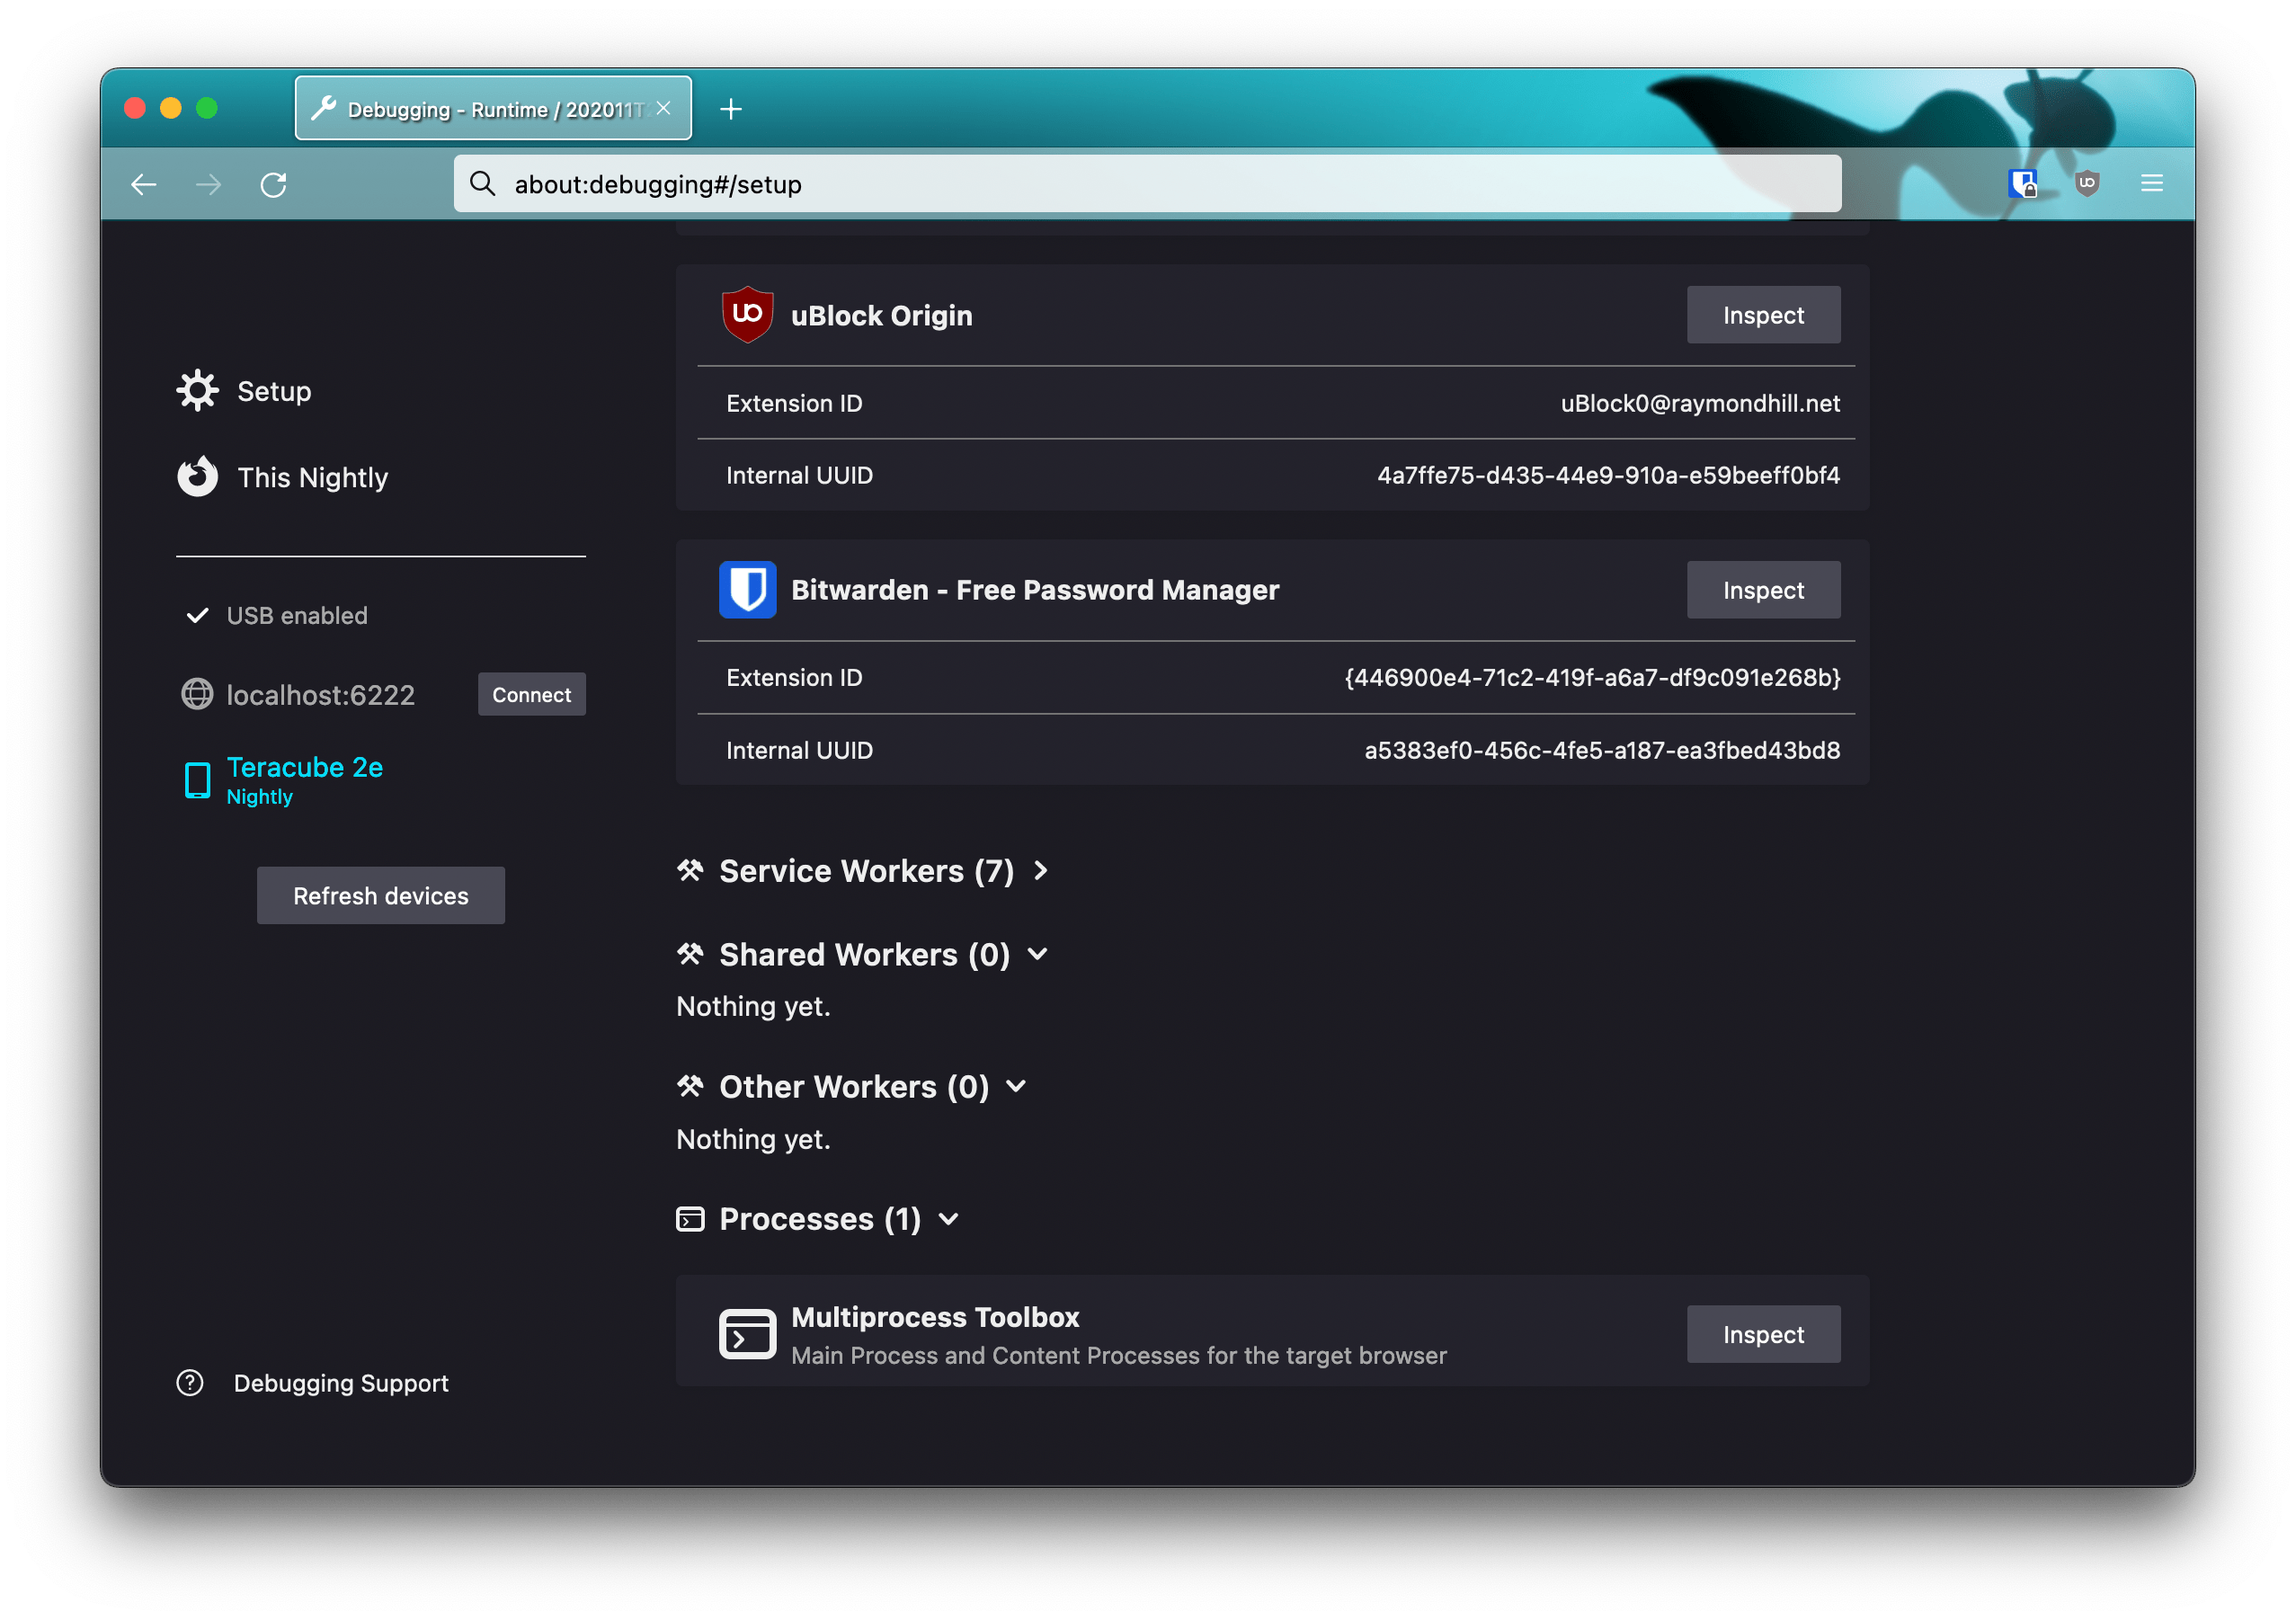 Debugging - Runtime / 202011T
about:debugging#/setup
Setup
This Nightly
USB enabled
localhost:6222
Connect
Teracube 2e
Nightly
Refresh devices
Debugging Support
uBlock Origin
Inspect
Extension ID uBlock0@raymondhill.net
Internal UUID 4a7ffe75-d435-44e9-910a-e59beeff0bf4
Bitwarden - Free Password Manager
Inspect
Extension ID {446900e4-71c2-419f-a6a7-df9c091e268b}
Internal UUID a5383ef0-456c-4fe5-a187-ea3fbed43bd8
Service Workers (7)
Shared Workers (0)
Nothing yet.
Other Workers (0)
Nothing yet.
Processes (1)
Multiprocess Toolbox
Main Process and Content Processes for the target browser
Inspect